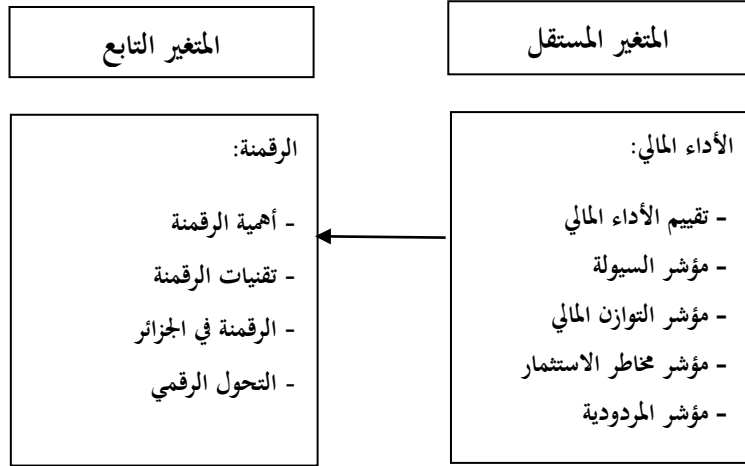 المتغير المستقل
المتغير التابع
الأداء المالي:
- تقييم الأداء المالي
- مؤشر السيولة
- مؤشر التوازن المالي
- مؤشر مخاطر الاستثمار
- مؤشر المردودية
الرقمنة:
- أهمية الرقمنة
- تقنيات الرقمنة
- الرقمنة في الجزائر
- التحول الرقمي